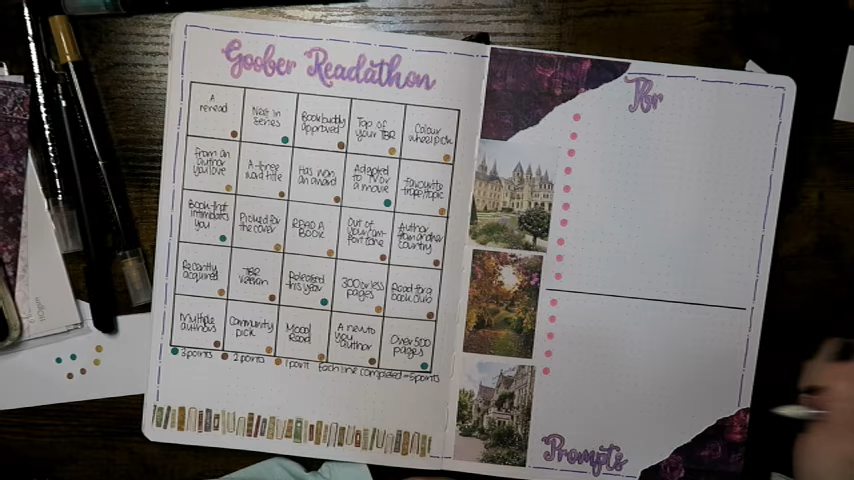 Goober Readathon
A
reread
Next in
series
Book buddy
approved
Top of
your TBR
Colour
wheel pick
From an
author
you love
A three
word title
Has won
an award
Adapted
to TV or
a movie
Favourite
trope/topic
Book that
intimidates
you
Picked for
the cover
READ A
BOOK
Out of
your com-
fort zone
Author
from another
country
Recently
acquired
TBR
veteran
Released
this year
300 or less
pages
Read for a
book club
Multiple
authors
Community
pick
Mood
Read
A new to
you
author
Over 500
pages
3 points 2 points 1 point Each line completed = 5 points
Tbr
Prompts